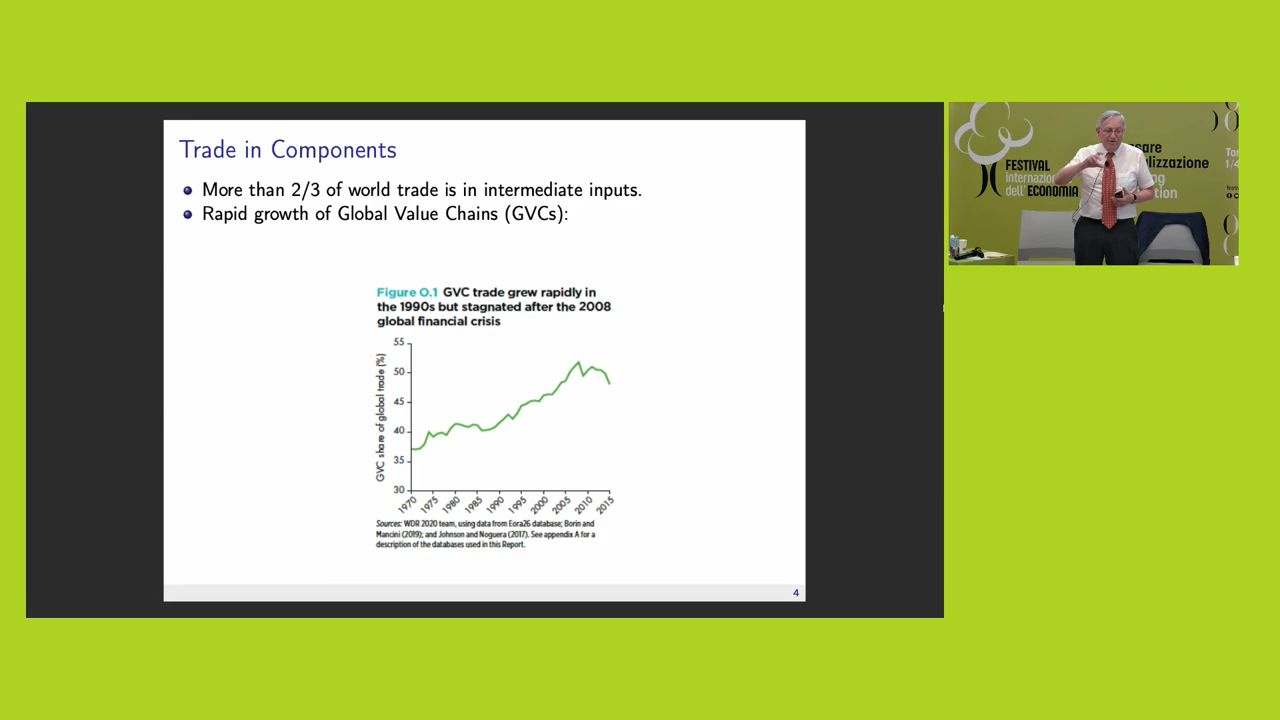 Trade in Components
More than 2/3 of world trade is in intermediate inputs.
Rapid growth of Global Value Chains (GVCs):
Figure O.1 GVC trade grew rapidly in
the 1990s but stagnated after the 2008
global financial crisis
GVC share of global trade (%)
55
50
45
40
35
30
1970
1975
1980
1985
1990
1995
2000
2005
2010
2015
Sources: WDR 2020 team, using data from Eora26 database; Borin and
Mancini (2019); and Johnson and Noguera (2017). See appendix A for a
description of the databases used in this Report.
4
FESTIVAL
internazion
dell'ECONOMIA